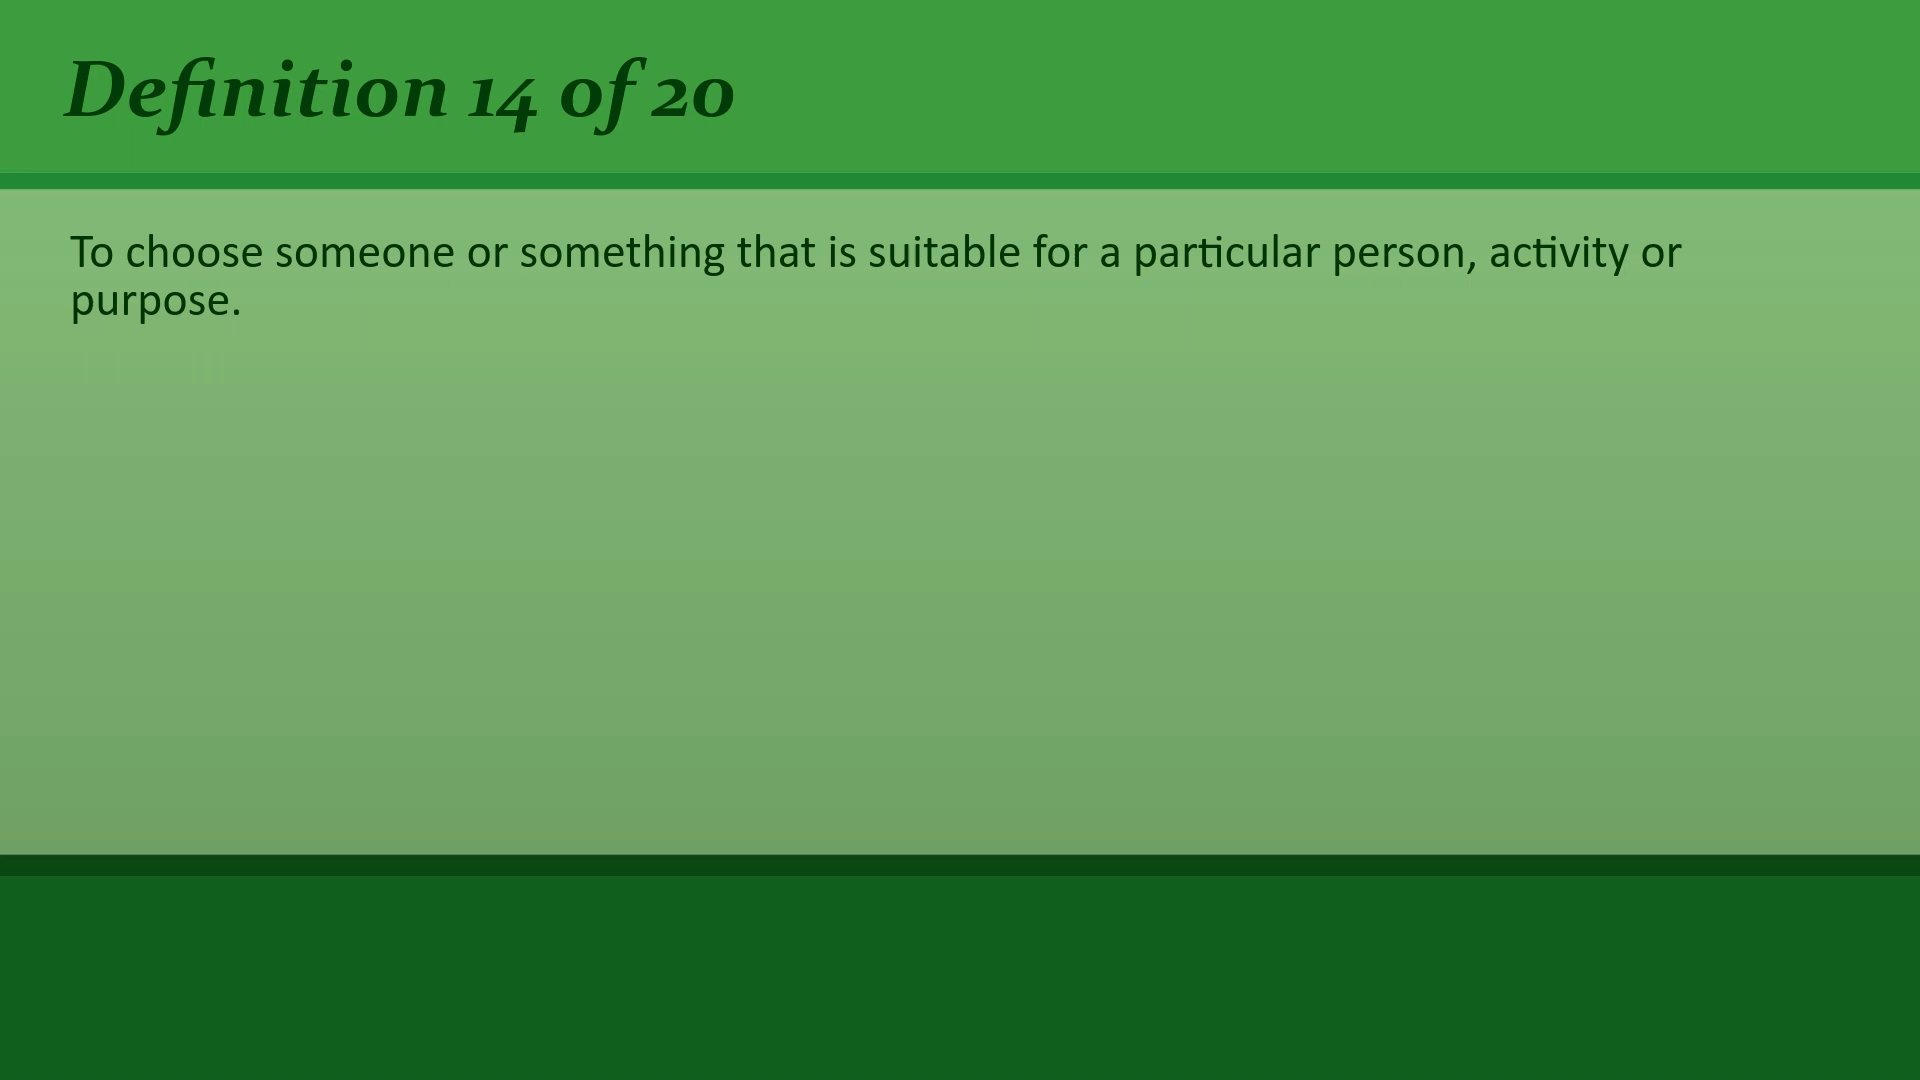 Definition 14 of 20
To choose someone or something that is suitable for a particular person, activity or
purpose.